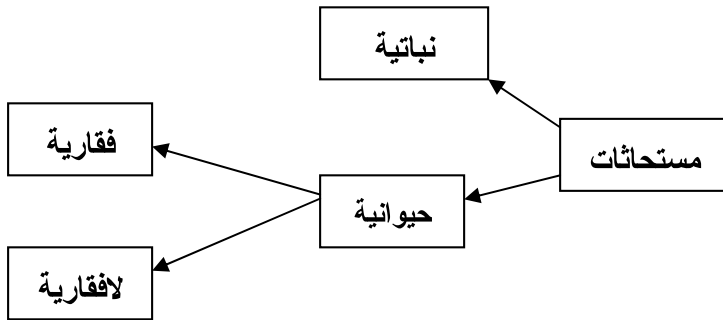 نباتية
مستحاثات
فقارية
حيوانية
لافقارية